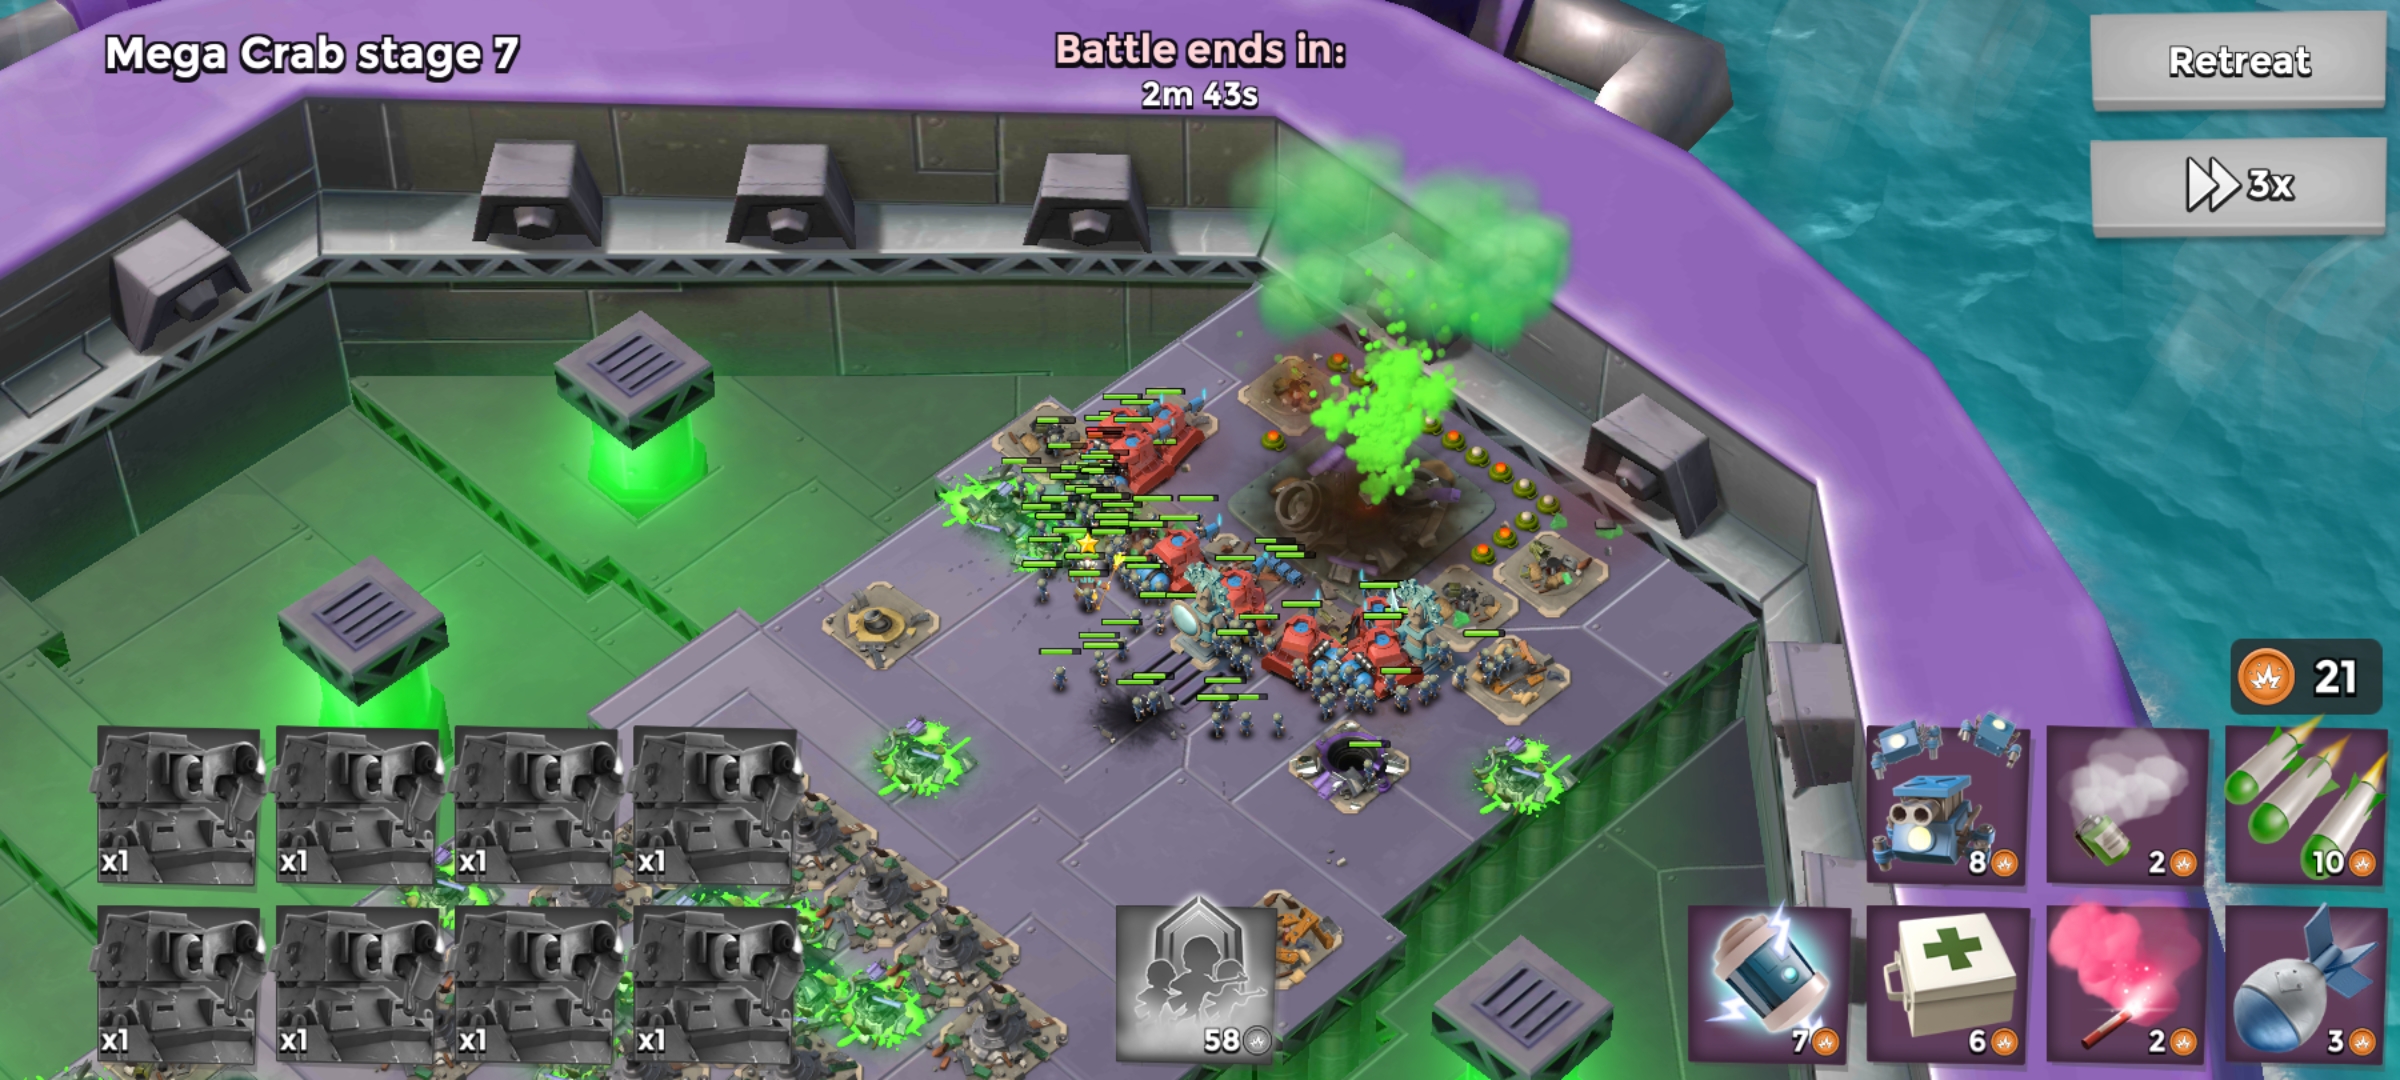 Mega Crab stage 7
Battle ends in:
2m 43s
Retreat
3x
21
x1 x1 x1 x1
8 2 10
x1 x1 x1 x1
58
7 6 2 3